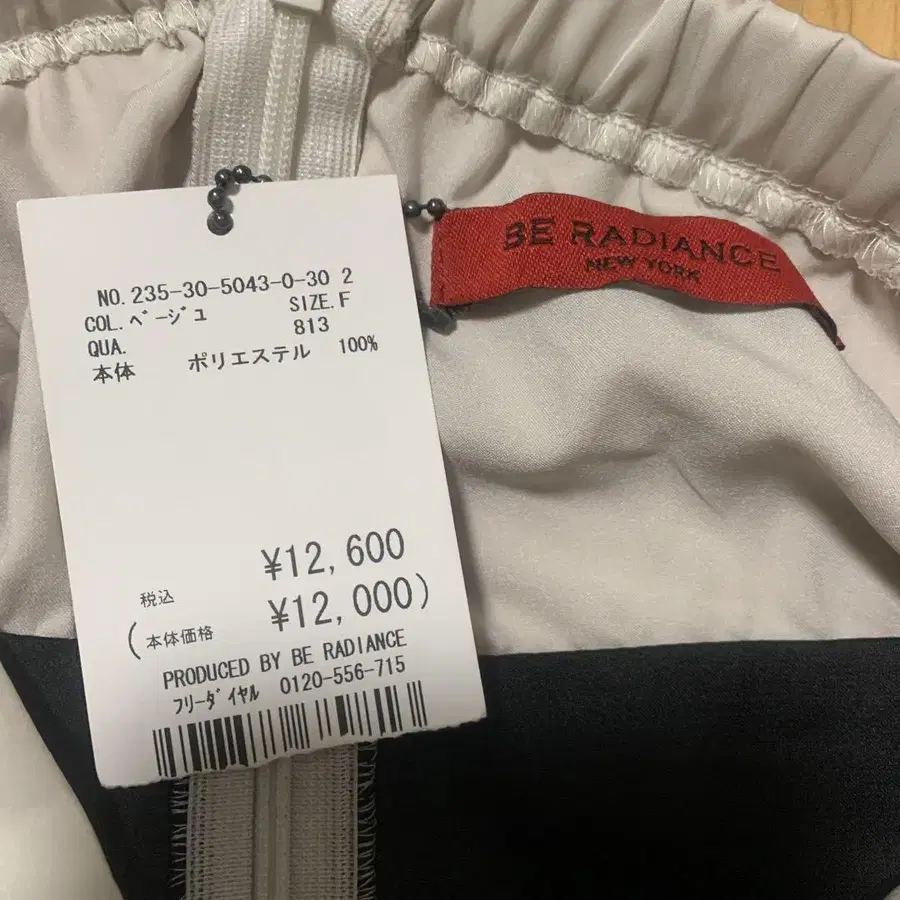 NO.235-30-5043-0-30 2
COL.ﾍﾞｰｼﾞｭ SIZE.F
QUA. 813
本体 ポリエステル 100%
税込 ¥12,600
(本体価格 ¥12,000)
PRODUCED BY BE RADIANCE
ﾌﾘｰﾀﾞｲﾔﾙ 0120-556-715
BE RADIANCE
NEW YORK